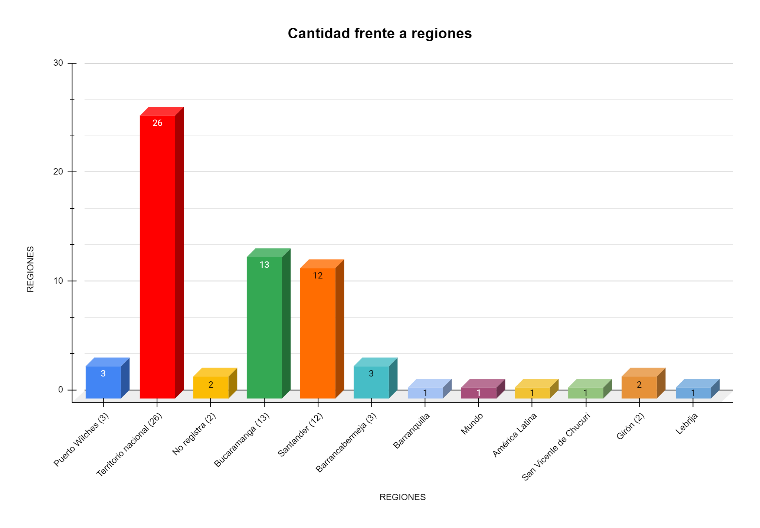 Cantidad frente a regiones
REGIONES
30
20
10
0
3
26
2
13
12
3
1
1
1
1
2
1
Puerto Wilches (3)
Territorio nacional (26)
No registra (2)
Bucaramanga (13)
Santander (12)
Barrancabermeja (3)
Barranquilla
Mundo
América Latina
San Vicente de Chucurí
Girón (2)
Lebrija
REGIONES